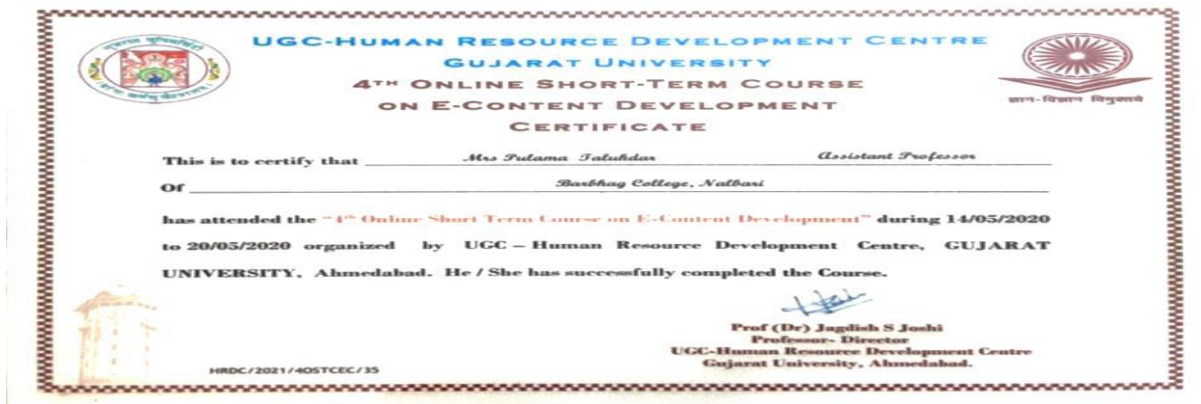 UGC-HUMAN RESOURCE DEVELOPMENT CENTRE
GUJARAT UNIVERSITY
4TH ONLINE SHORT-TERM COURSE
ON E-CONTENT DEVELOPMENT
CERTIFICATE
ज्ञान-विज्ञान विमुक्तये
This is to certify that Mrs Pulama Talukdar Assistant Professor
Of Barbhag College, Nalbari
has attended the "4th Online Short Term Course on E-Content Development" during 14/05/2020
to 20/05/2020 organized by UGC – Human Resource Development Centre, GUJARAT
UNIVERSITY, Ahmedabad. He / She has successfully completed the Course.
Prof (Dr) Jagdish S Joshi
Professor- Director
UGC-Human Resource Development Centre
Gujarat University, Ahmedabad.
HRDC/2021/4OSTCEC/35